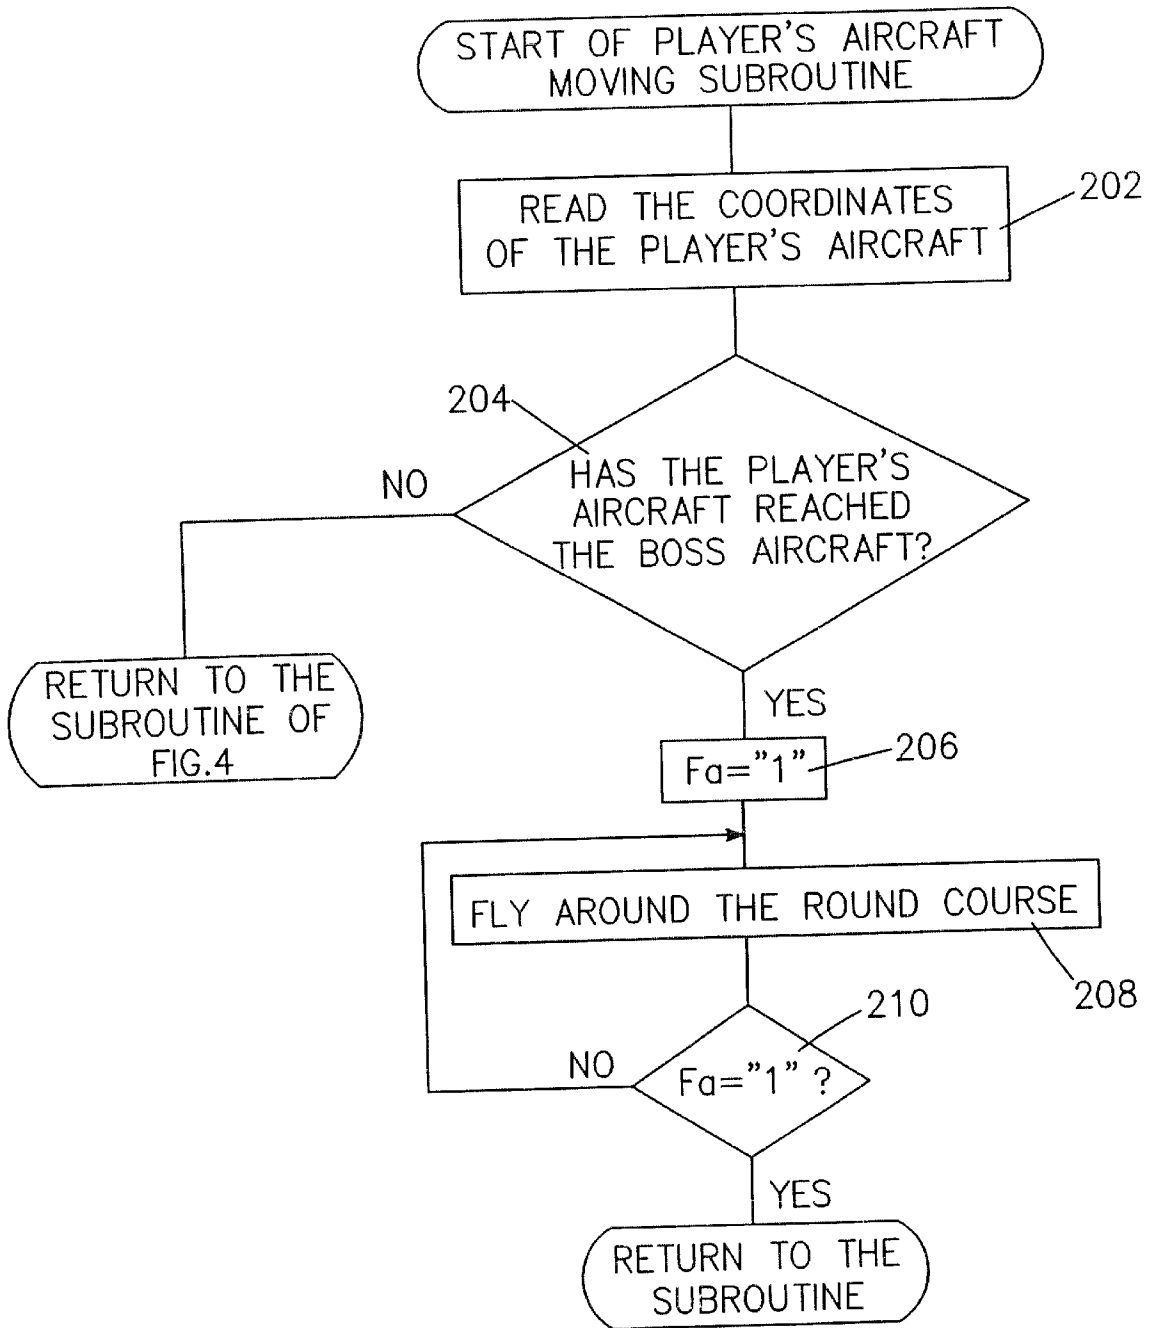 START OF PLAYER'S AIRCRAFT
MOVING SUBROUTINE
READ THE COORDINATES
OF THE PLAYER'S AIRCRAFT
202
204
HAS THE PLAYER'S
AIRCRAFT REACHED
THE BOSS AIRCRAFT?
NO
RETURN TO THE
SUBROUTINE OF
FIG.4
YES
Fa="1"
206
FLY AROUND THE ROUND COURSE
208
210
Fa="1" ?
NO
YES
RETURN TO THE
SUBROUTINE